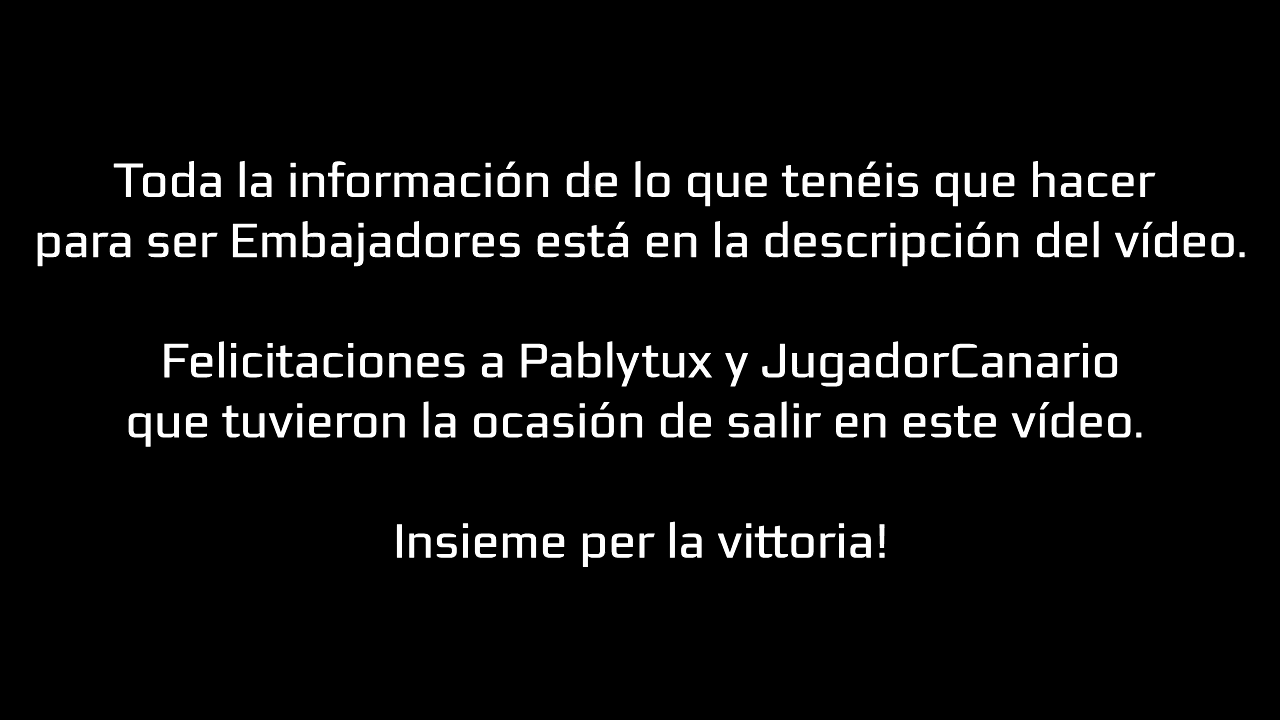 Toda la información de lo que tenéis que hacer
para ser Embajadores está en la descripción del vídeo.
Felicitaciones a Pablytux y JugadorCanario
que tuvieron la ocasión de salir en este vídeo.
Insieme per la vittoria!